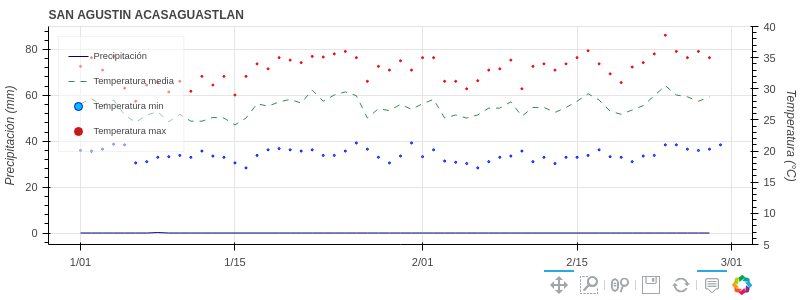 SAN AGUSTIN ACASAGUASTLAN
Precipitación (mm)
80
60
40
20
0
Precipitación
Temperatura media
Temperatura min
Temperatura max
40
35
30
25
20
15
10
5
Temperatura (°C)
1/01
1/15
2/01
2/15
3/01